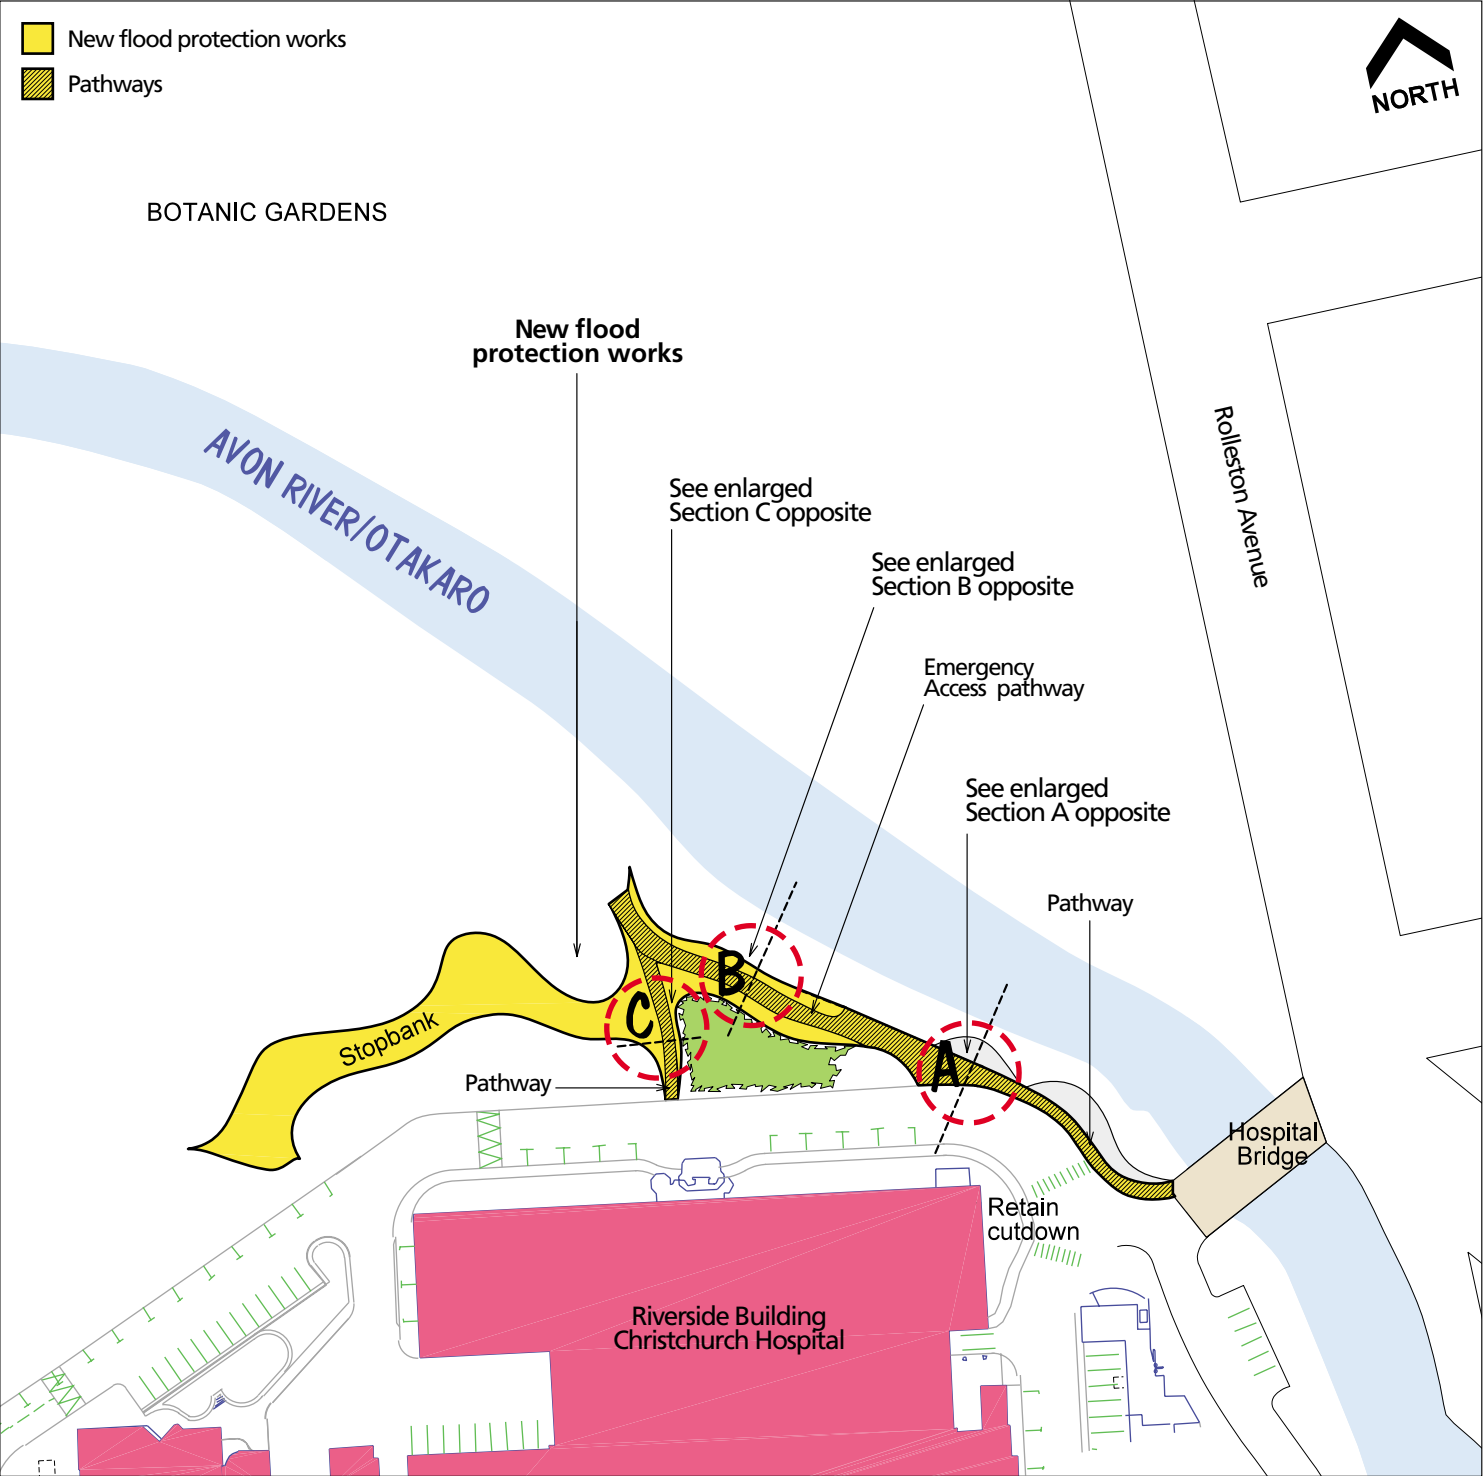 New flood protection works
Pathways
NORTH
BOTANIC GARDENS
New flood
protection works
AVON RIVER/OTAKARO
See enlarged
Section C opposite
See enlarged
Section B opposite
Emergency
Access pathway
See enlarged
Section A opposite
Rolleston Avenue
Pathway
B
C
A
Stopbank
Pathway
Hospital
Bridge
Retain
cutdown
Riverside Building
Christchurch Hospital